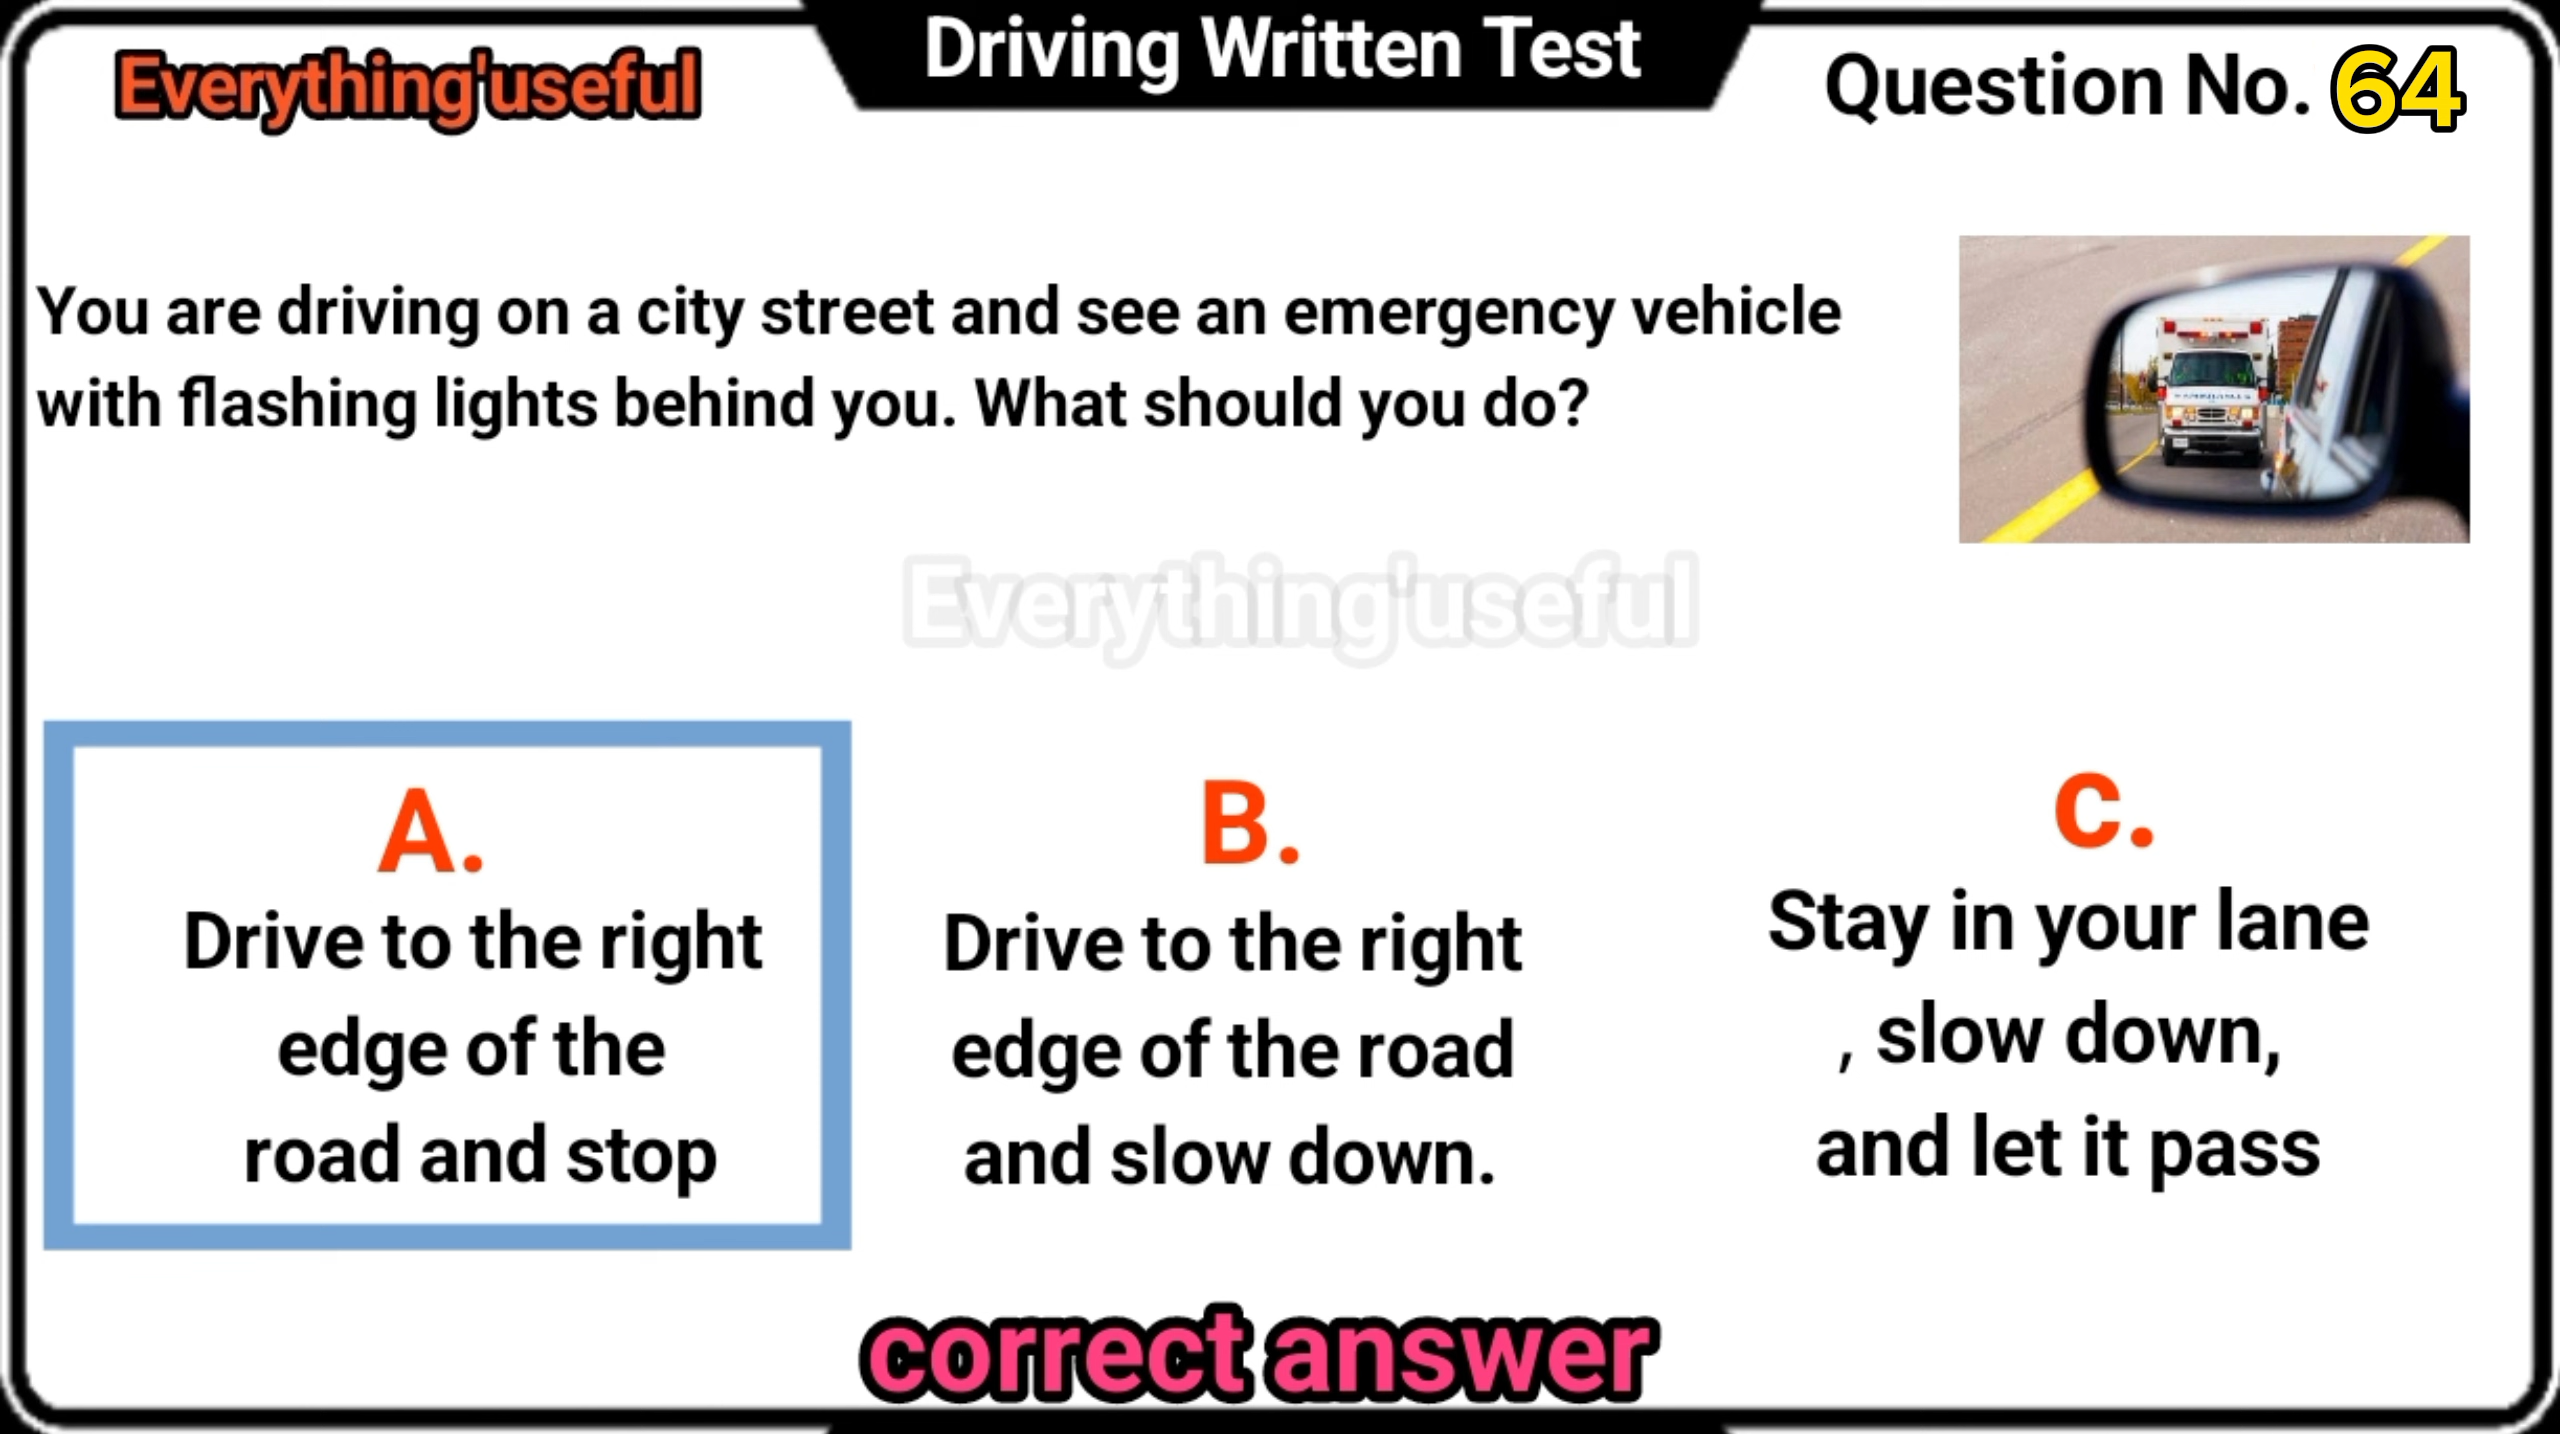 Driving Written Test
Everything'useful
Question No. 64
You are driving on a city street and see an emergency vehicle
with flashing lights behind you. What should you do?
Everything'useful
A.
Drive to the right
edge of the
road and stop
B.
Drive to the right
edge of the road
and slow down.
c.
Stay in your lane
, slow down,
and let it pass
correct answer